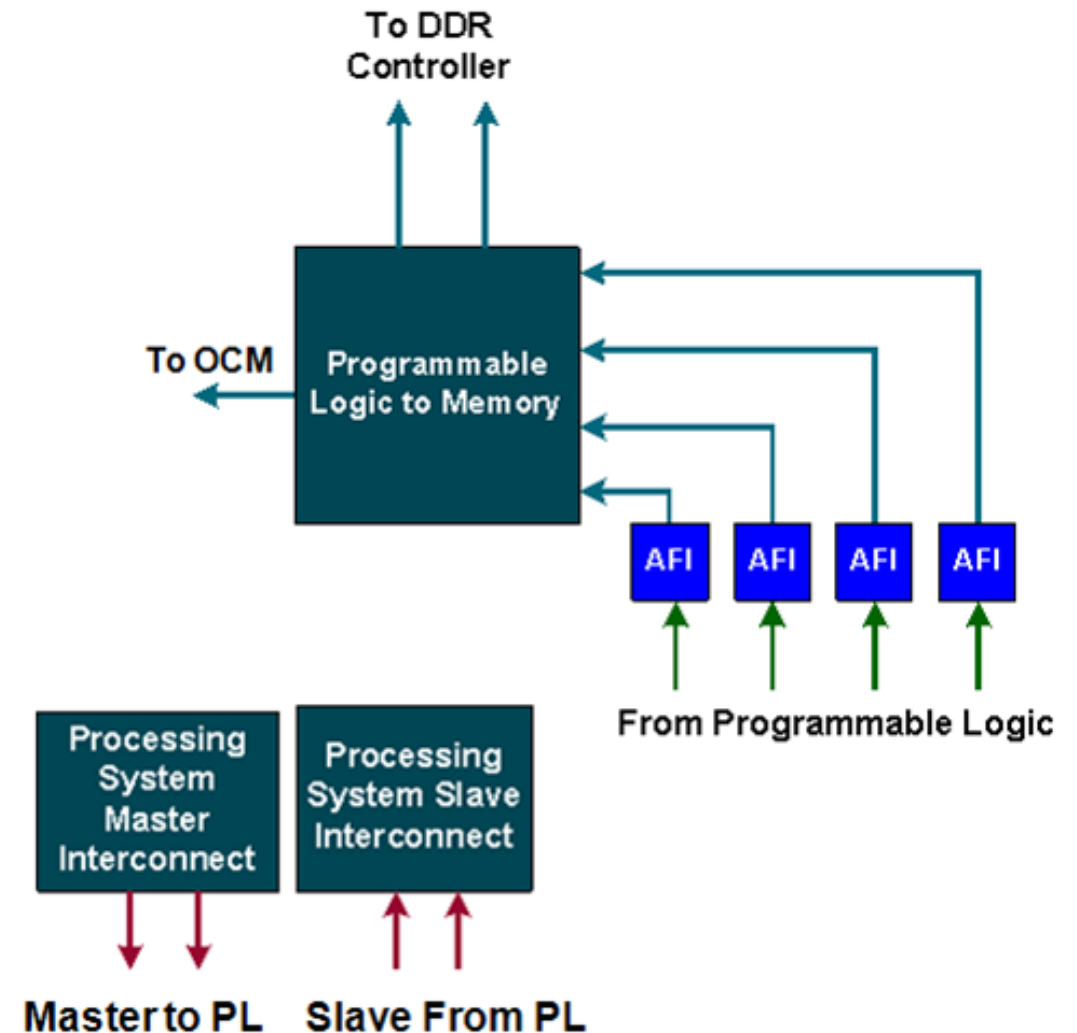 To DDR
Controller
To OCM
Programmable
Logic to Memory
AFI
AFI
AFI
AFI
From Programmable Logic
Processing
System
Master
Interconnect
Processing
System Slave
Interconnect
Master to PL
Slave From PL